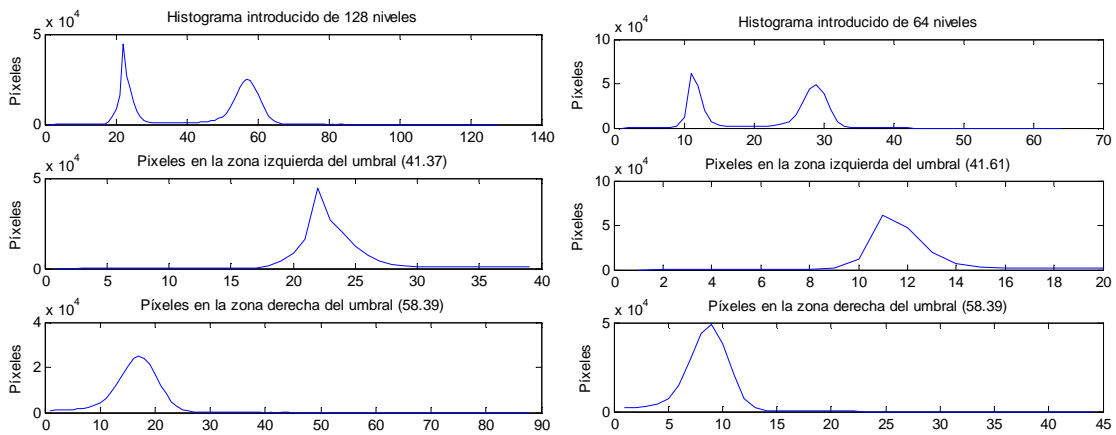 Histograma introducido de 128 niveles
x 10^4
Píxeles
5
0
0 20 40 60 80 100 120 140
Pixeles en la zona izquierda del umbral (41.37)
x 10^4
Píxeles
5
0
0 5 10 15 20 25 30 35 40
Píxeles en la zona derecha del umbral (58.39)
x 10^4
Píxeles
4
2
0
0 10 20 30 40 50 60 70 80 90
Histograma introducido de 64 niveles
x 10^4
Píxeles
10
5
0
0 10 20 30 40 50 60 70
Pixeles en la zona izquierda del umbral (41.61)
x 10^4
Píxeles
10
5
0
0 2 4 6 8 10 12 14 16 18 20
Píxeles en la zona derecha del umbral (58.39)
x 10^4
Píxeles
5
0
0 5 10 15 20 25 30 35 40 45